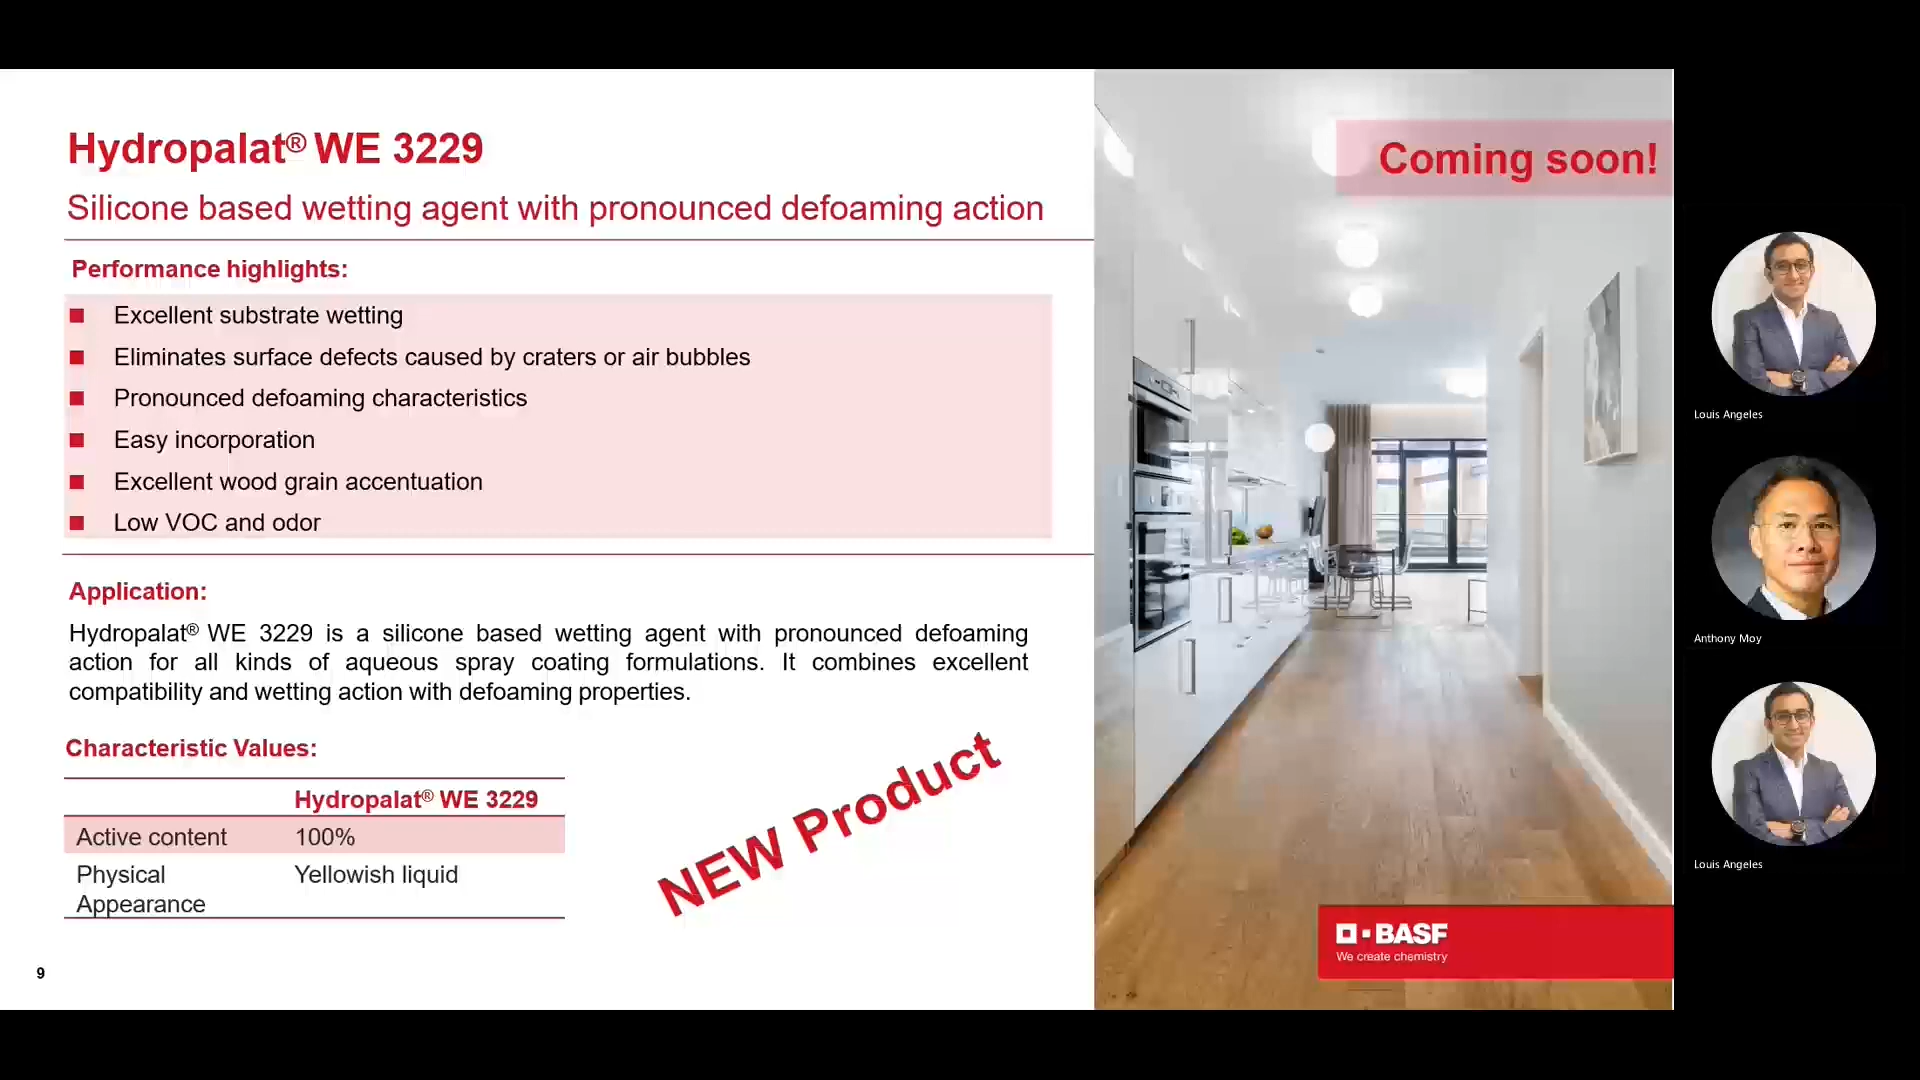 Hydropalat® WE 3229
Silicone based wetting agent with pronounced defoaming action
Performance highlights:
Excellent substrate wetting
Eliminates surface defects caused by craters or air bubbles
Pronounced defoaming characteristics
Easy incorporation
Excellent wood grain accentuation
Low VOC and odor
Application:
Hydropalat® WE 3229 is a silicone based wetting agent with pronounced defoaming
action for all kinds of aqueous spray coating formulations. It combines excellent
compatibility and wetting action with defoaming properties.
Characteristic Values:
Hydropalat® WE 3229
Active content 100%
Physical Yellowish liquid
Appearance
NEW Product
9
Coming soon!
BASF
We create chemistry
Louis Angeles
Anthony Moy
Louis Angeles